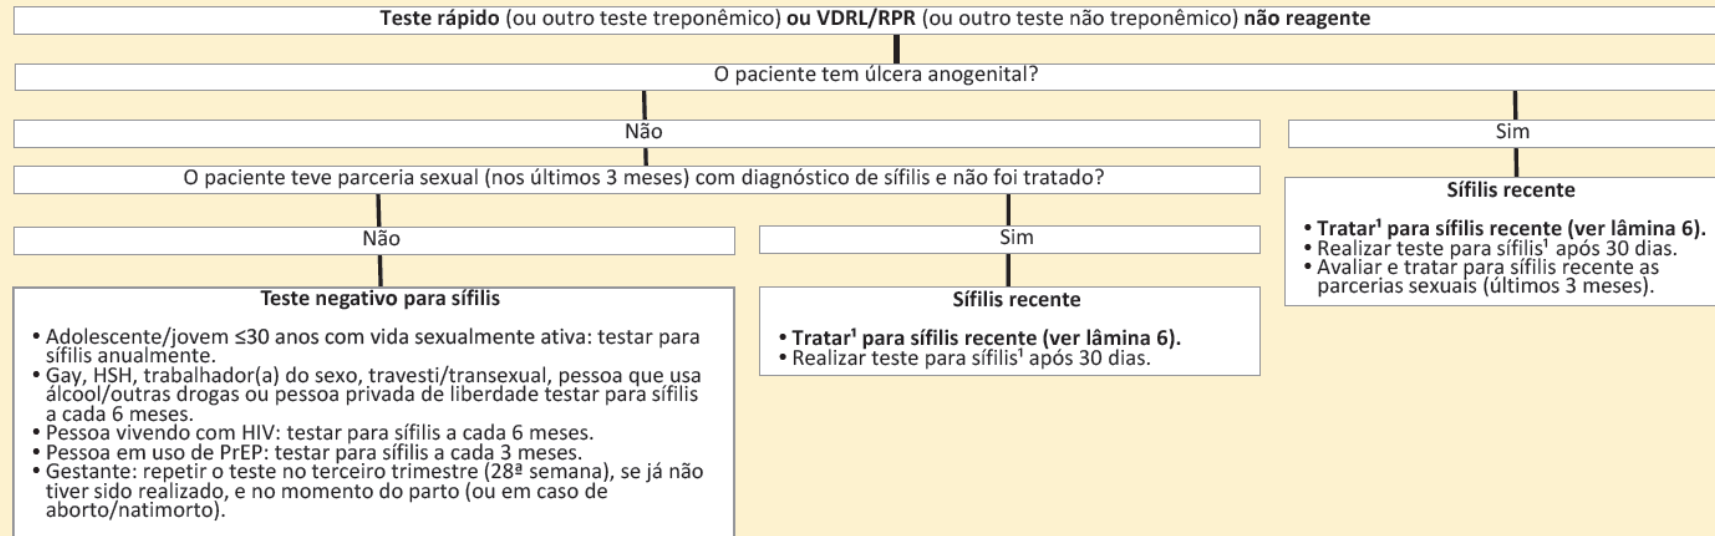 Teste rápido (ou outro teste treponêmico) ou VDRL/RPR (ou outro teste não treponêmico) não reagente
O paciente tem úlcera anogenital?
Não
Sim
O paciente teve parceria sexual (nos últimos 3 meses) com diagnóstico de sífilis e não foi tratado?
Não
Sim
Teste negativo para sífilis
• Adolescente/jovem ≤30 anos com vida sexualmente ativa: testar para
sífilis anualmente.
• Gay, HSH, trabalhador(a) do sexo, travesti/transexual, pessoa que usa
álcool/outras drogas ou pessoa privada de liberdade testar para sífilis
a cada 6 meses.
• Pessoa vivendo com HIV: testar para sífilis a cada 6 meses.
• Pessoa em uso de PrEP: testar para sífilis a cada 3 meses.
• Gestante: repetir o teste no terceiro trimestre (28ª semana), se já não
tiver sido realizado, e no momento do parto (ou em caso de
aborto/natimorto).
Sífilis recente
• Tratar¹ para sífilis recente (ver lâmina 6).
• Realizar teste para sífilis¹ após 30 dias.
Sífilis recente
• Tratar¹ para sífilis recente (ver lâmina 6).
• Realizar teste para sífilis¹ após 30 dias.
• Avaliar e tratar para sífilis recente as
parcerias sexuais (últimos 3 meses).